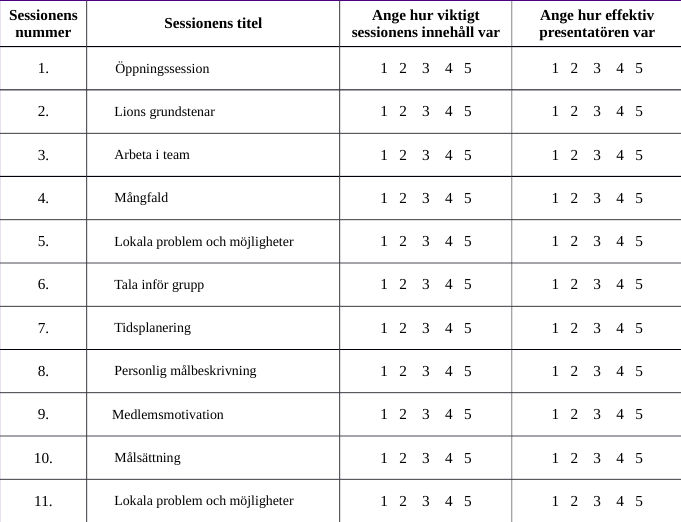 Sessionens nummer Sessionens titel Ange hur viktigt sessionens innehåll var Ange hur effektiv presentatören var
1. Öppningssession 1 2 3 4 5 1 2 3 4 5
2. Lions grundstenar 1 2 3 4 5 1 2 3 4 5
3. Arbeta i team 1 2 3 4 5 1 2 3 4 5
4. Mångfald 1 2 3 4 5 1 2 3 4 5
5. Lokala problem och möjligheter 1 2 3 4 5 1 2 3 4 5
6. Tala inför grupp 1 2 3 4 5 1 2 3 4 5
7. Tidsplanering 1 2 3 4 5 1 2 3 4 5
8. Personlig målbeskrivning 1 2 3 4 5 1 2 3 4 5
9. Medlemsmotivation 1 2 3 4 5 1 2 3 4 5
10. Målsättning 1 2 3 4 5 1 2 3 4 5
11. Lokala problem och möjligheter 1 2 3 4 5 1 2 3 4 5